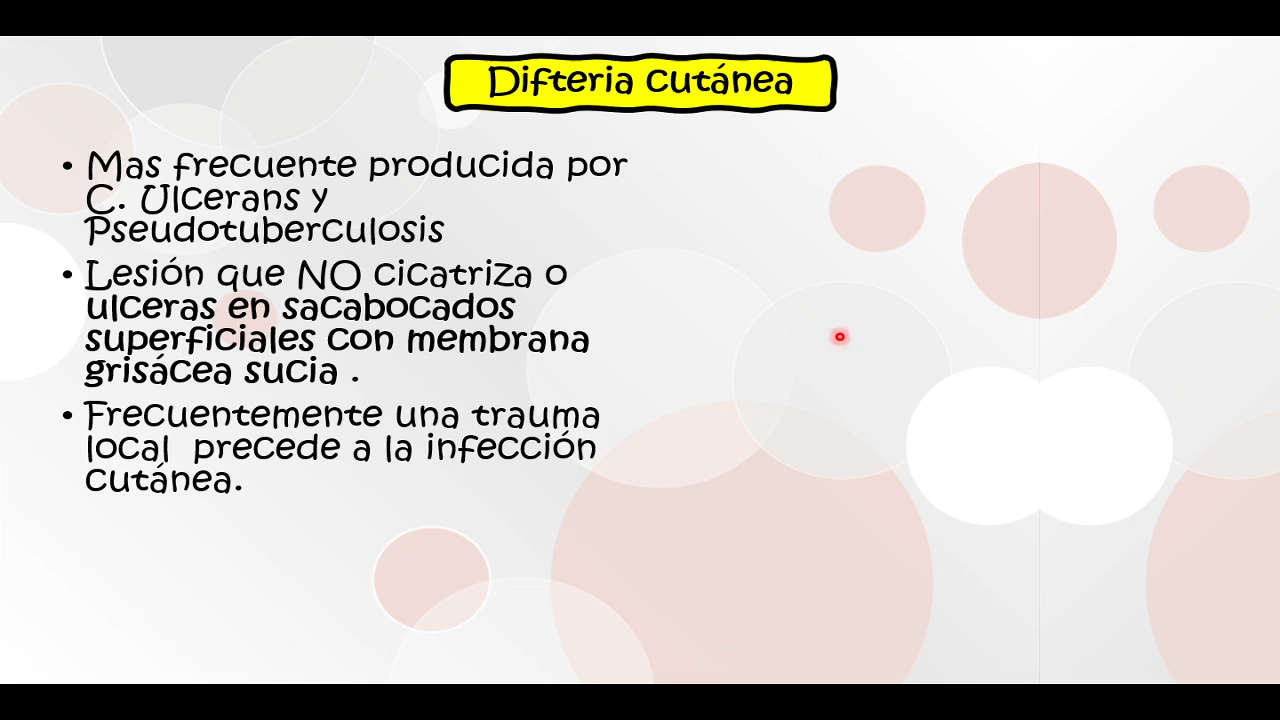 Difteria cutánea
• Mas frecuente producida por
C. Ulcerans y
Pseudotuberculosis
• Lesión que NO cicatriza o
ulceras en sacabocados
superficiales con membrana
grisácea sucia .
• Frecuentemente una trauma
local  precede a la infección
cutánea.